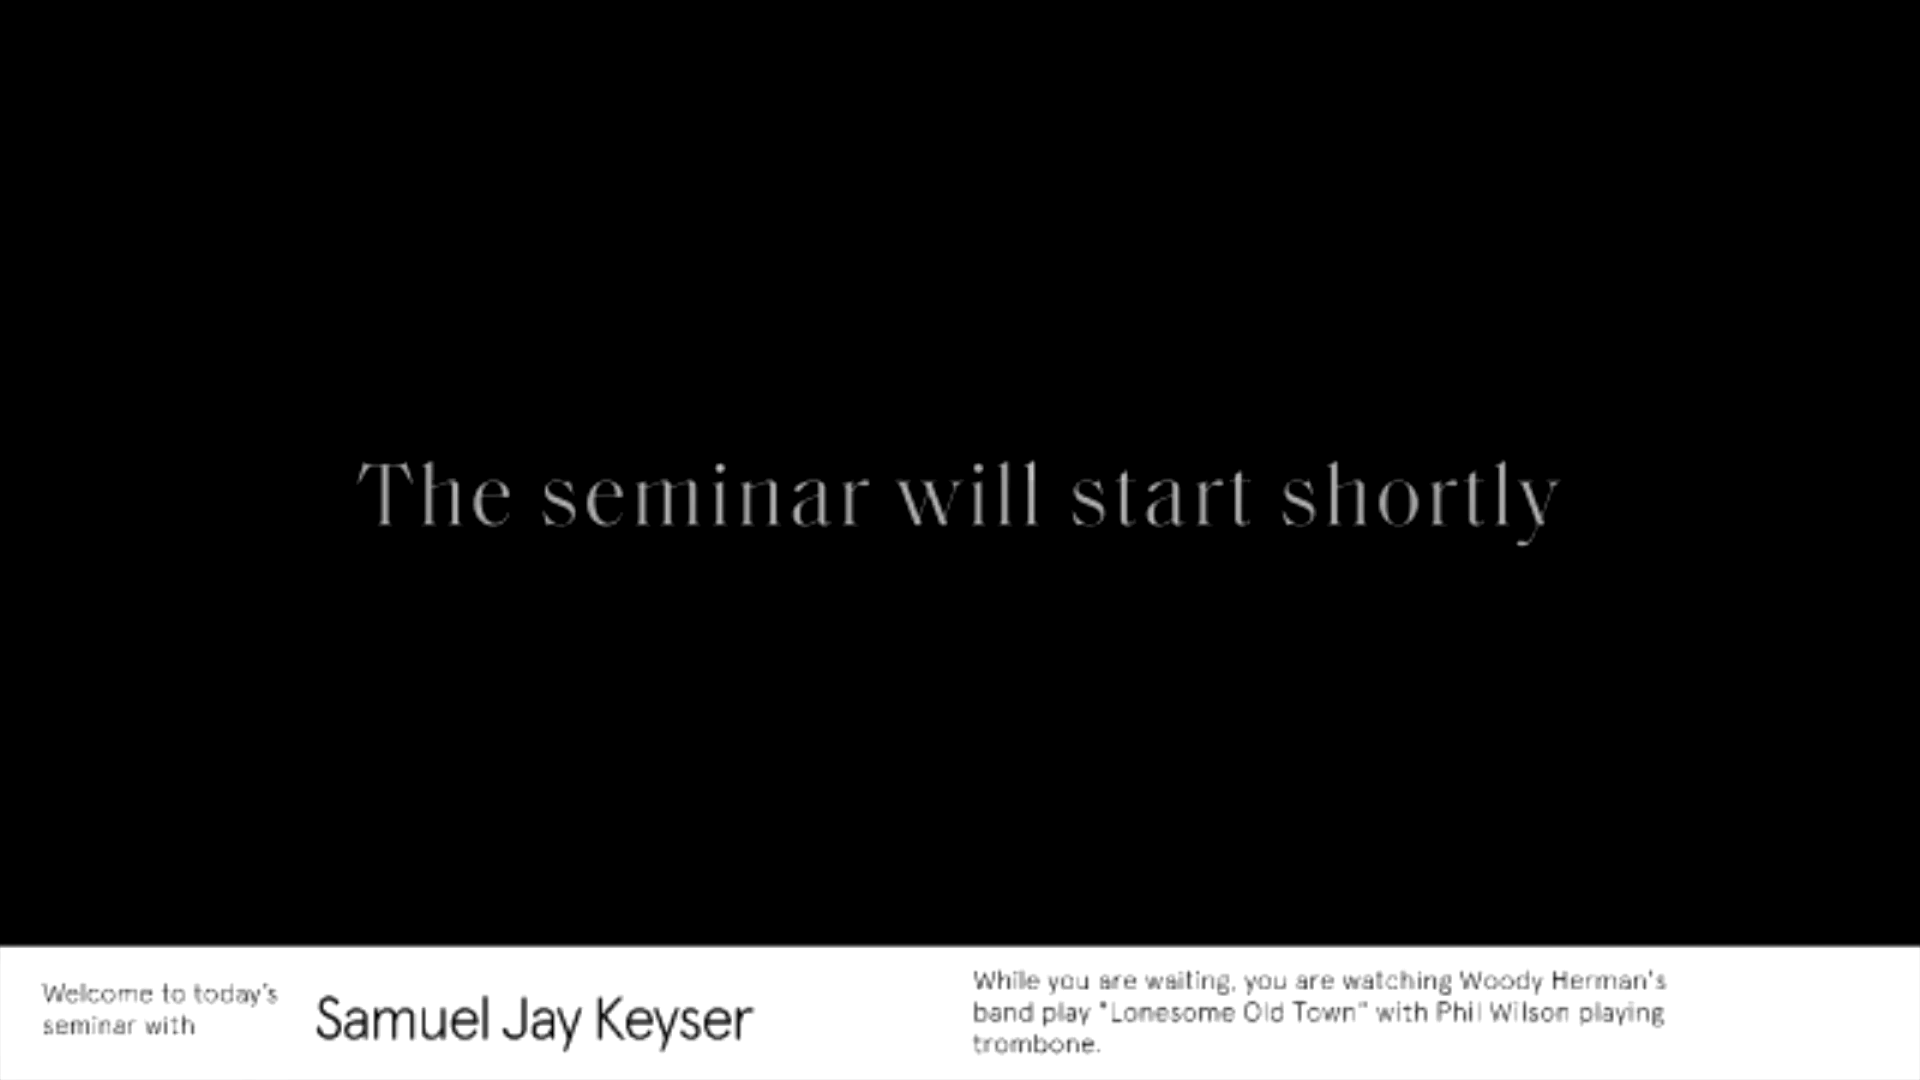 The seminar will start shortly
Welcome to today's
seminar with
Samuel Jay Keyser
While you are waiting, you are watching Woody Herman's
band play "Lonesome Old Town" with Phil Wilson playing
trombone.